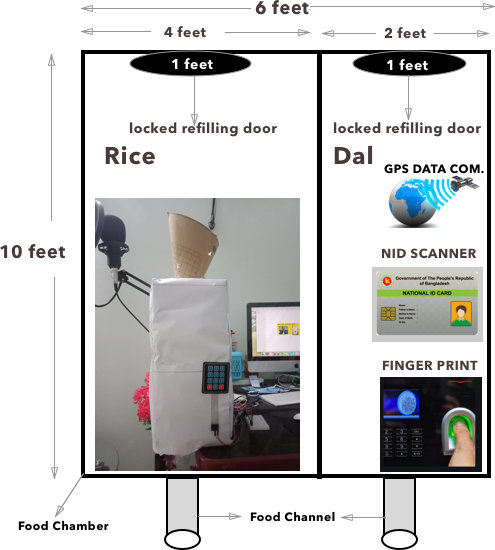 6 feet
4 feet
2 feet
1 feet
1 feet
locked refilling door
locked refilling door
Rice
Dal
GPS DATA COM.
10 feet
NID SCANNER
Government of The People's Republic
of Bangladesh
NATIONAL ID CARD
FINGER PRINT
Food Channel
Food Chamber